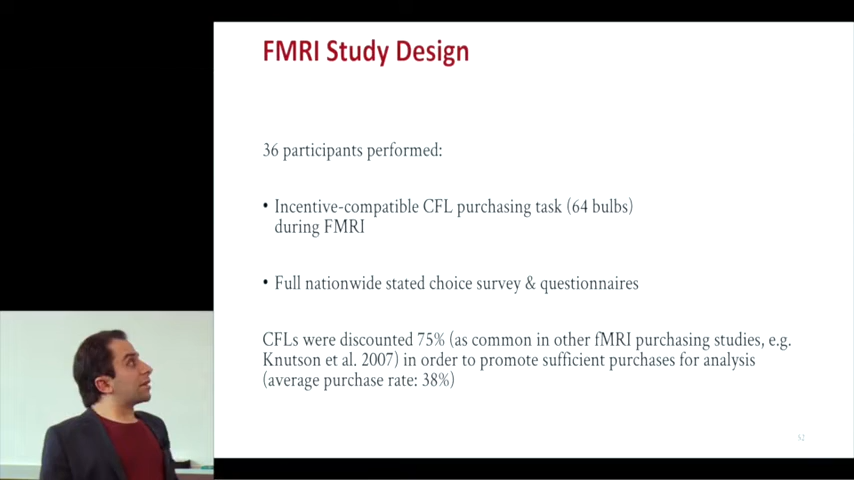 FMRI Study Design
36 participants performed:
• Incentive-compatible CFL purchasing task (64 bulbs)
during FMRI
• Full nationwide stated choice survey & questionnaires
CFLs were discounted 75% (as common in other fMRI purchasing studies, e.g.
Knutson et al. 2007) in order to promote sufficient purchases for analysis
(average purchase rate: 38%)
32